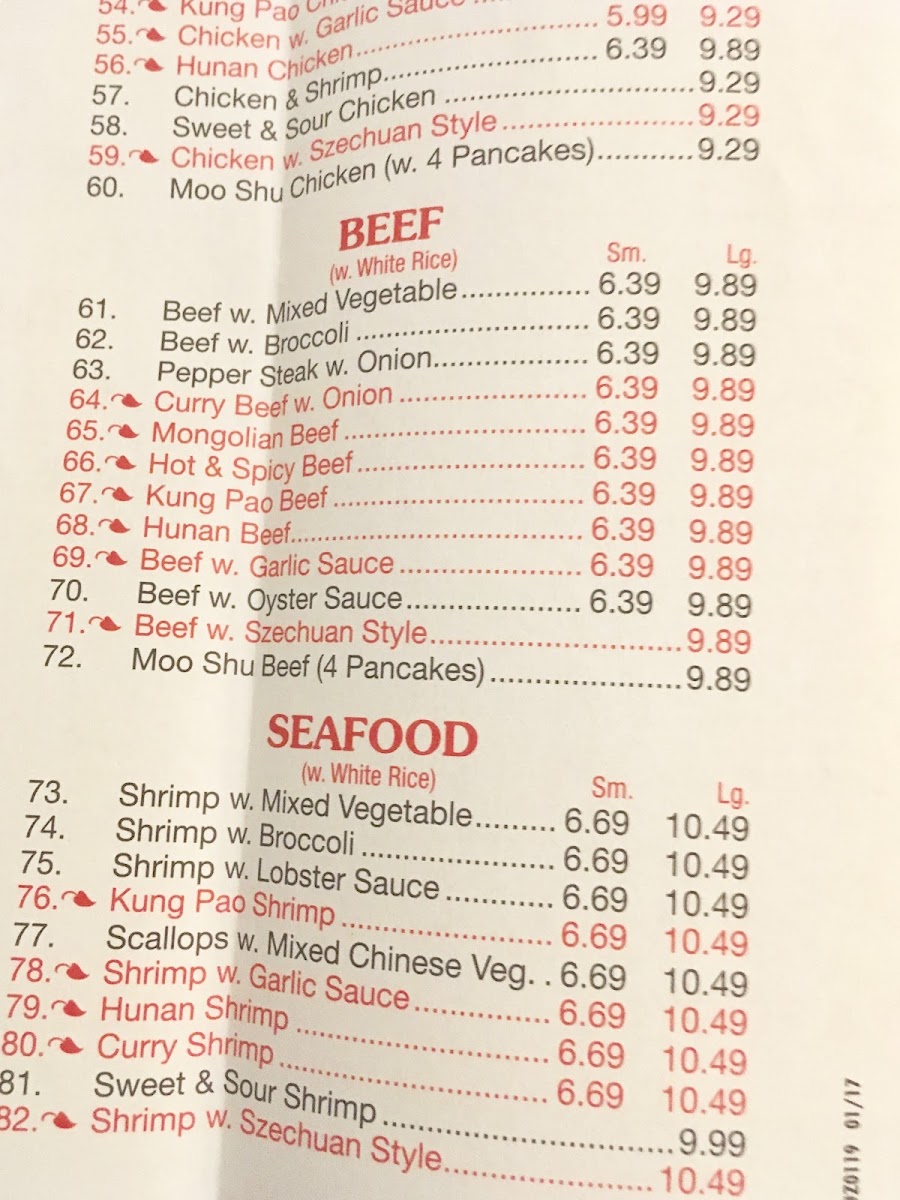 54. Kung Pao
55. Chicken w. Garlic Sauce
56. Hunan Chicken 5.99 9.29
57. Chicken & Shrimp 6.39 9.89
58. Sweet & Sour Chicken 9.29
59. Chicken w. Szechuan Style 9.29
60. Moo Shu Chicken (w. 4 Pancakes) 9.29
BEEF
(w. White Rice) Sm. Lg.
61. Beef w. Mixed Vegetable 6.39 9.89
62. Beef w. Broccoli 6.39 9.89
63. Pepper Steak w. Onion 6.39 9.89
64. Curry Beef w. Onion 6.39 9.89
65. Mongolian Beef 6.39 9.89
66. Hot & Spicy Beef 6.39 9.89
67. Kung Pao Beef 6.39 9.89
68. Hunan Beef 6.39 9.89
69. Beef w. Garlic Sauce 6.39 9.89
70. Beef w. Oyster Sauce 6.39 9.89
71. Beef w. Szechuan Style 9.89
72. Moo Shu Beef (4 Pancakes) 9.89
SEAFOOD
(w. White Rice) Sm. Lg.
73. Shrimp w. Mixed Vegetable 6.69 10.49
74. Shrimp w. Broccoli 6.69 10.49
75. Shrimp w. Lobster Sauce 6.69 10.49
76. Kung Pao Shrimp 6.69 10.49
77. Scallops w. Mixed Chinese Veg. . 6.69 10.49
78. Shrimp w. Garlic Sauce 6.69 10.49
79. Hunan Shrimp 6.69 10.49
80. Curry Shrimp 6.69 10.49
81. Sweet & Sour Shrimp 9.99
82. Shrimp w. Szechuan Style 10.49
Z0119 01/17